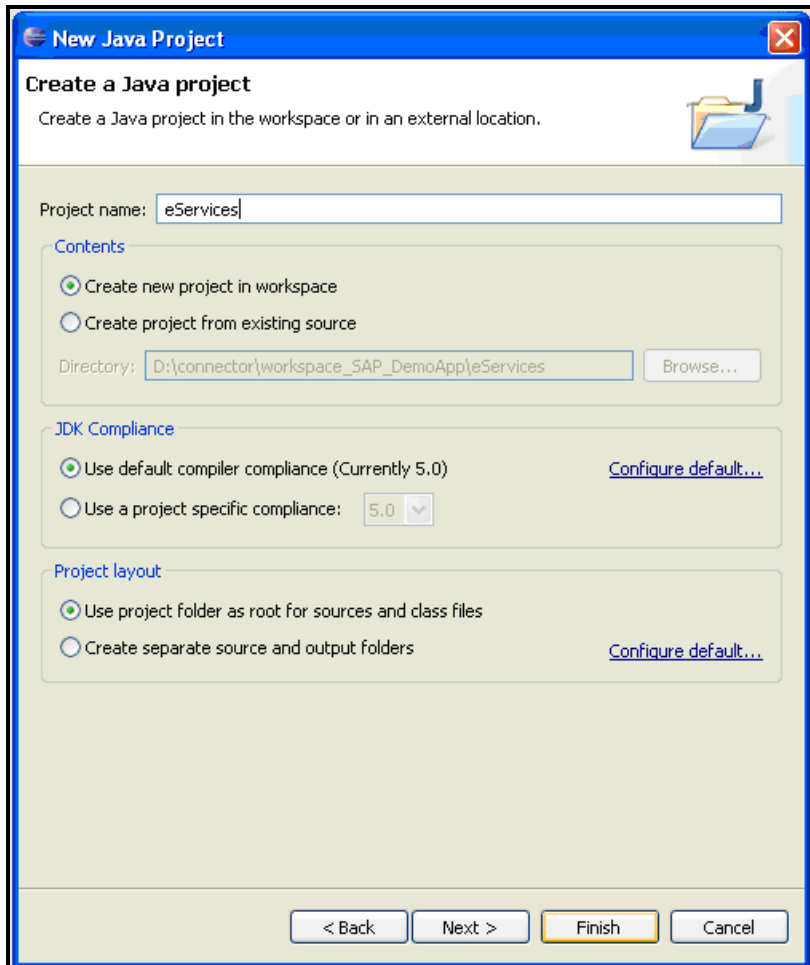 New Java Project
Create a Java project
Create a Java project in the workspace or in an external location.
Project name: eServices
Contents
Create new project in workspace
Create project from existing source
Directory: D:\connector\workspace_SAP_DemoApp\eServices Browse...
JDK Compliance
Use default compiler compliance (Currently 5.0) Configure default...
Use a project specific compliance: 5.0
Project layout
Use project folder as root for sources and class files
Create separate source and output folders Configure default...
< Back Next > Finish Cancel